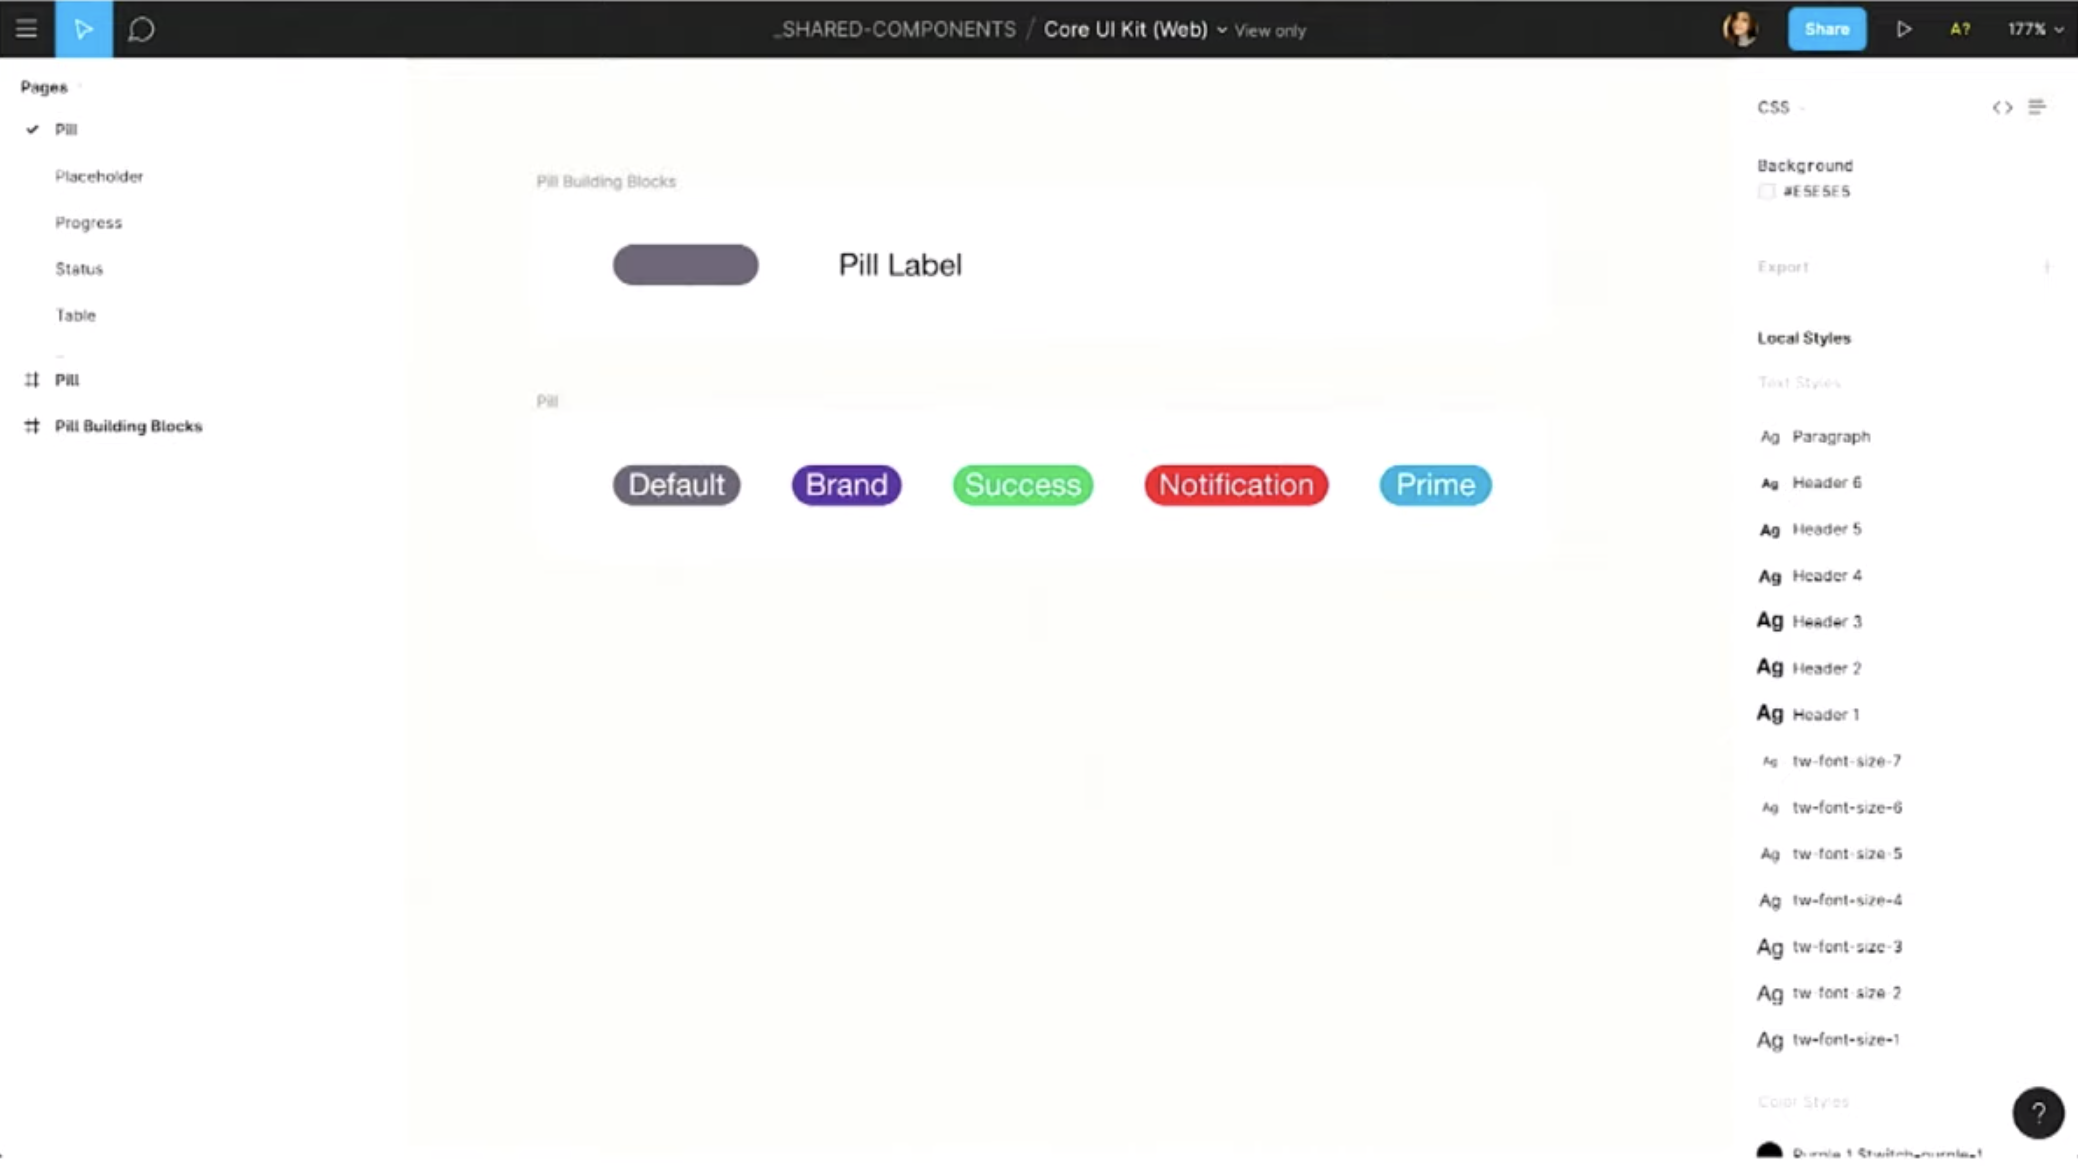 _SHARED-COMPONENTS / Core UI Kit (Web) View only
Share
A?
177%
Pages
Pill
Placeholder
Progress
Status
Table
Pill
Pill Building Blocks
Pill Building Blocks
Pill Label
Pill
Default
Brand
Success
Notification
Prime
CSS
Background
#E5E5E5
Export
Local Styles
Text Styles
Ag Paragraph
Ag Header 6
Ag Header 5
Ag Header 4
Ag Header 3
Ag Header 2
Ag Header 1
Ag tw-font-size-7
Ag tw-font-size-6
Ag tw-font-size-5
Ag tw-font-size-4
Ag tw-font-size-3
Ag tw-font-size-2
Ag tw-font-size-1
Color Styles
Purple 1 $twitch-purple-1
?